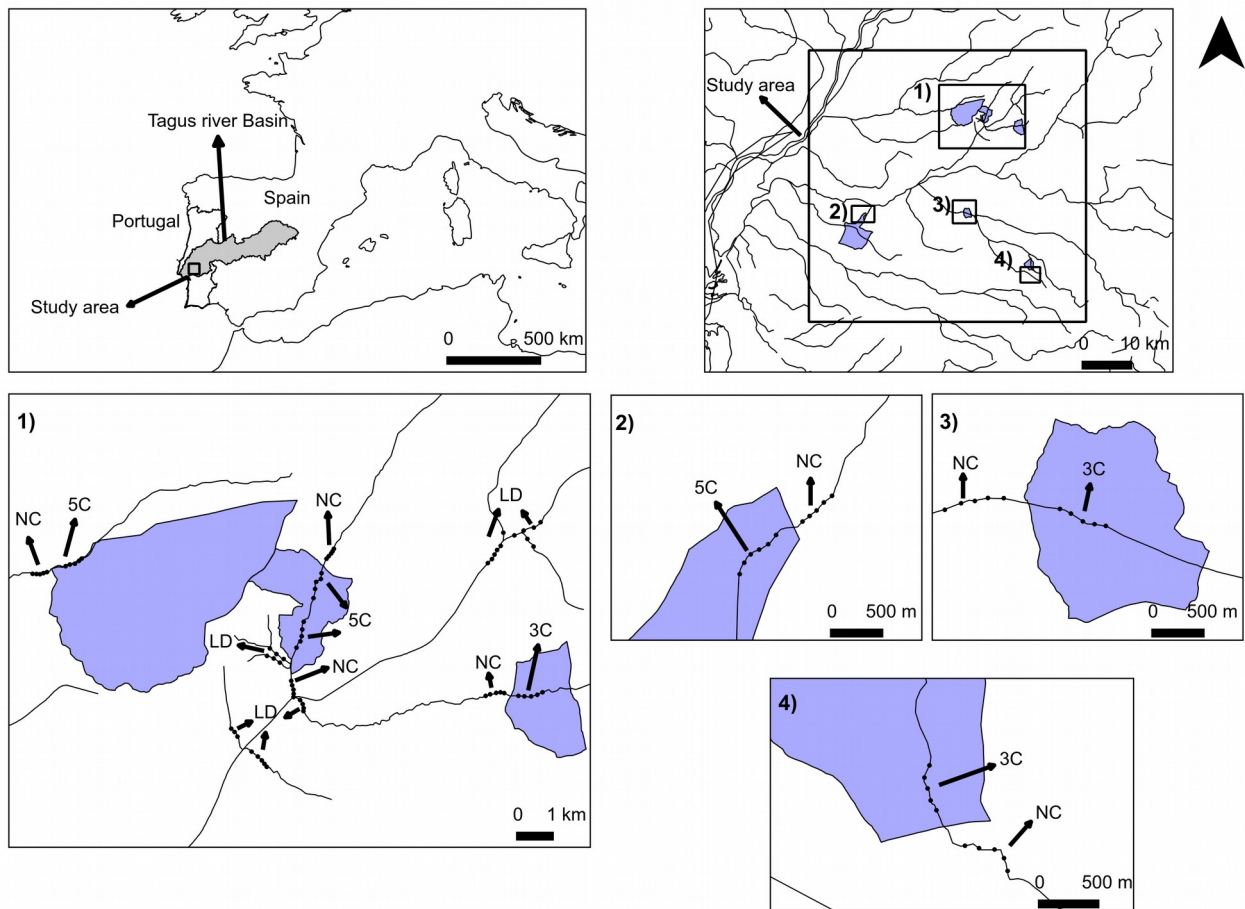 Tagus river Basin
Spain
Portugal
Study area
0 500 km
Study area
1)
2)
3)
4)
0 10 km
1)
NC
5C
NC
LD
5C
LD
NC
3C
NC
LD
0 1 km
2)
NC
5C
0 500 m
3)
NC
3C
0 500 m
4)
3C
NC
0 500 m